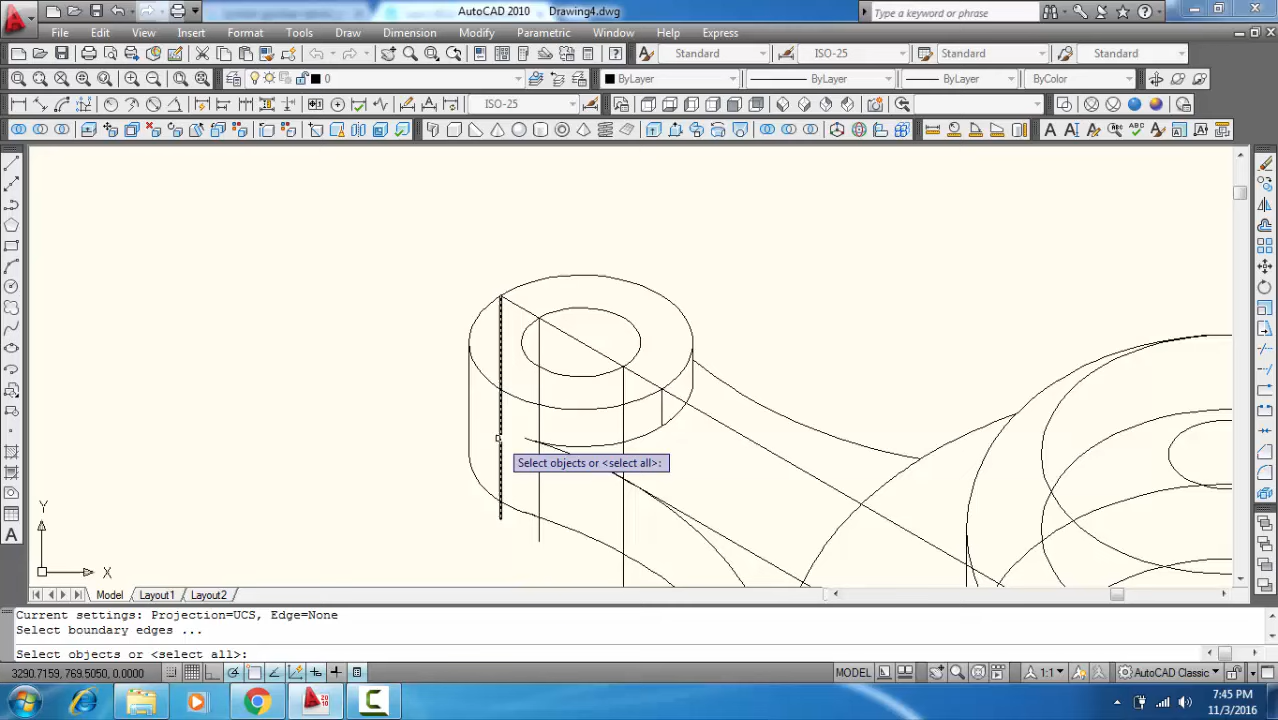 AutoCAD 2010 Drawing4.dwg
Type a keyword or phrase
File Edit View Insert Format Tools Draw Dimension Modify Parametric Window Help Express
Standard ISO-25 Standard Standard
0 ByLayer ByLayer ByLayer ByColor
ISO-25
A A
Select objects or <select all>:
Y
X
A
Model Layout1 Layout2
Current settings: Projection=UCS, Edge=None
Select boundary edges ...
Select objects or <select all>:
3290.7159, 769.5050, 0.0000 MODEL 1:1 AutoCAD Classic
7:45 PM
11/3/2016